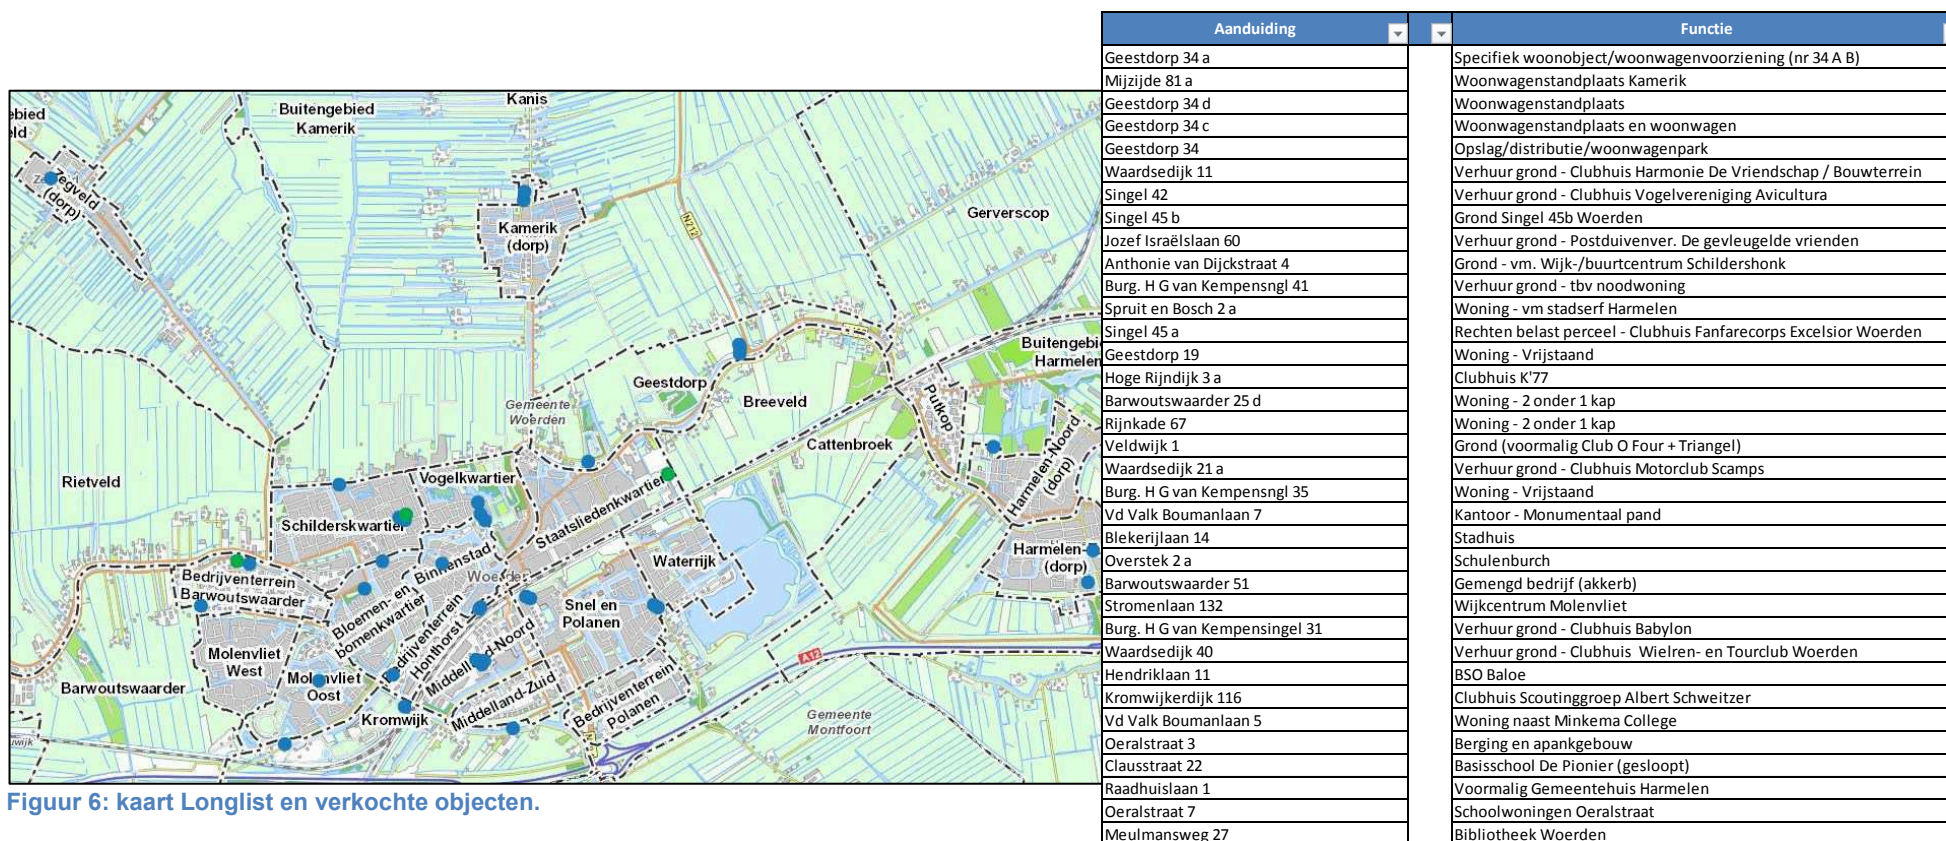 Buitengebied
Kamerik
Kanis
ebied
eld
Zegveld
(dorp)
Kamerik
(dorp)
Gerverscop
N212
Buitengebi
Harmelen
Geestdorp
Breeveld
Gemeente
Woerden
Putkop
Cattenbroek
Harmelen-Noord
(dorp)
Rietveld
Vogelkwartier
Schilderskwartier
Staatsliedenkwartier
Harmelen-
(dorp)
Bedrijventerrein
Barwoutswaarder
Binnenstad
Woerden
Waterrijk
Bloemen- en
bomenkwartier
Bedrijventerrein
Honthorst
Snel en
Polanen
Middelland-Noord
Molenvliet
West
Molenvliet
Oost
A12
Barwoutswaarder
Kromwijk
Middelland-Zuid
Bedrijventerrein
Polanen
Gemeente
Montfoort
Figuur 6: kaart Longlist en verkochte objecten.
Aanduiding Functie
Geestdorp 34 a Specifiek woonobject/woonwagenvoorziening (nr 34 A B)
Mijzijde 81 a Woonwagenstandplaats Kamerik
Geestdorp 34 d Woonwagenstandplaats
Geestdorp 34 c Woonwagenstandplaats en woonwagen
Geestdorp 34 Opslag/distributie/woonwagenpark
Waardsedijk 11 Verhuur grond - Clubhuis Harmonie De Vriendschap / Bouwterrein
Singel 42 Verhuur grond - Clubhuis Vogelvereniging Avicultura
Singel 45 b Grond Singel 45b Woerden
Jozef Israëlslaan 60 Verhuur grond - Postduivenver. De gevleugelde vrienden
Anthonie van Dijckstraat 4 Grond - vm. Wijk-/buurtcentrum Schildershonk
Burg. H G van Kempensngl 41 Verhuur grond - tbv noodwoning
Spruit en Bosch 2 a Woning - vm stadserf Harmelen
Singel 45 a Rechten belast perceel - Clubhuis Fanfarecorps Excelsior Woerden
Geestdorp 19 Woning - Vrijstaand
Hoge Rijndijk 3 a Clubhuis K'77
Barwoutswaarder 25 d Woning - 2 onder 1 kap
Rijnkade 67 Woning - 2 onder 1 kap
Veldwijk 1 Grond (voormalig Club O Four + Triangel)
Waardsedijk 21 a Verhuur grond - Clubhuis Motorclub Scamps
Burg. H G van Kempensngl 35 Woning - Vrijstaand
Vd Valk Boumanlaan 7 Kantoor - Monumentaal pand
Blekerijlaan 14 Stadhuis
Overstek 2 a Schulenburch
Barwoutswaarder 51 Gemengd bedrijf (akkerb)
Stromenlaan 132 Wijkcentrum Molenvliet
Burg. H G van Kempensingel 31 Verhuur grond - Clubhuis Babylon
Waardsedijk 40 Verhuur grond - Clubhuis Wielren- en Tourclub Woerden
Hendriklaan 11 BSO Baloe
Kromwijkerdijk 116 Clubhuis Scoutinggroep Albert Schweitzer
Vd Valk Boumanlaan 5 Woning naast Minkema College
Oeralstraat 3 Berging en apankgebouw
Clausstraat 22 Basisschool De Pionier (gesloopt)
Raadhuislaan 1 Voormalig Gemeentehuis Harmelen
Oeralstraat 7 Schoolwoningen Oeralstraat
Meulmansweg 27 Bibliotheek Woerden